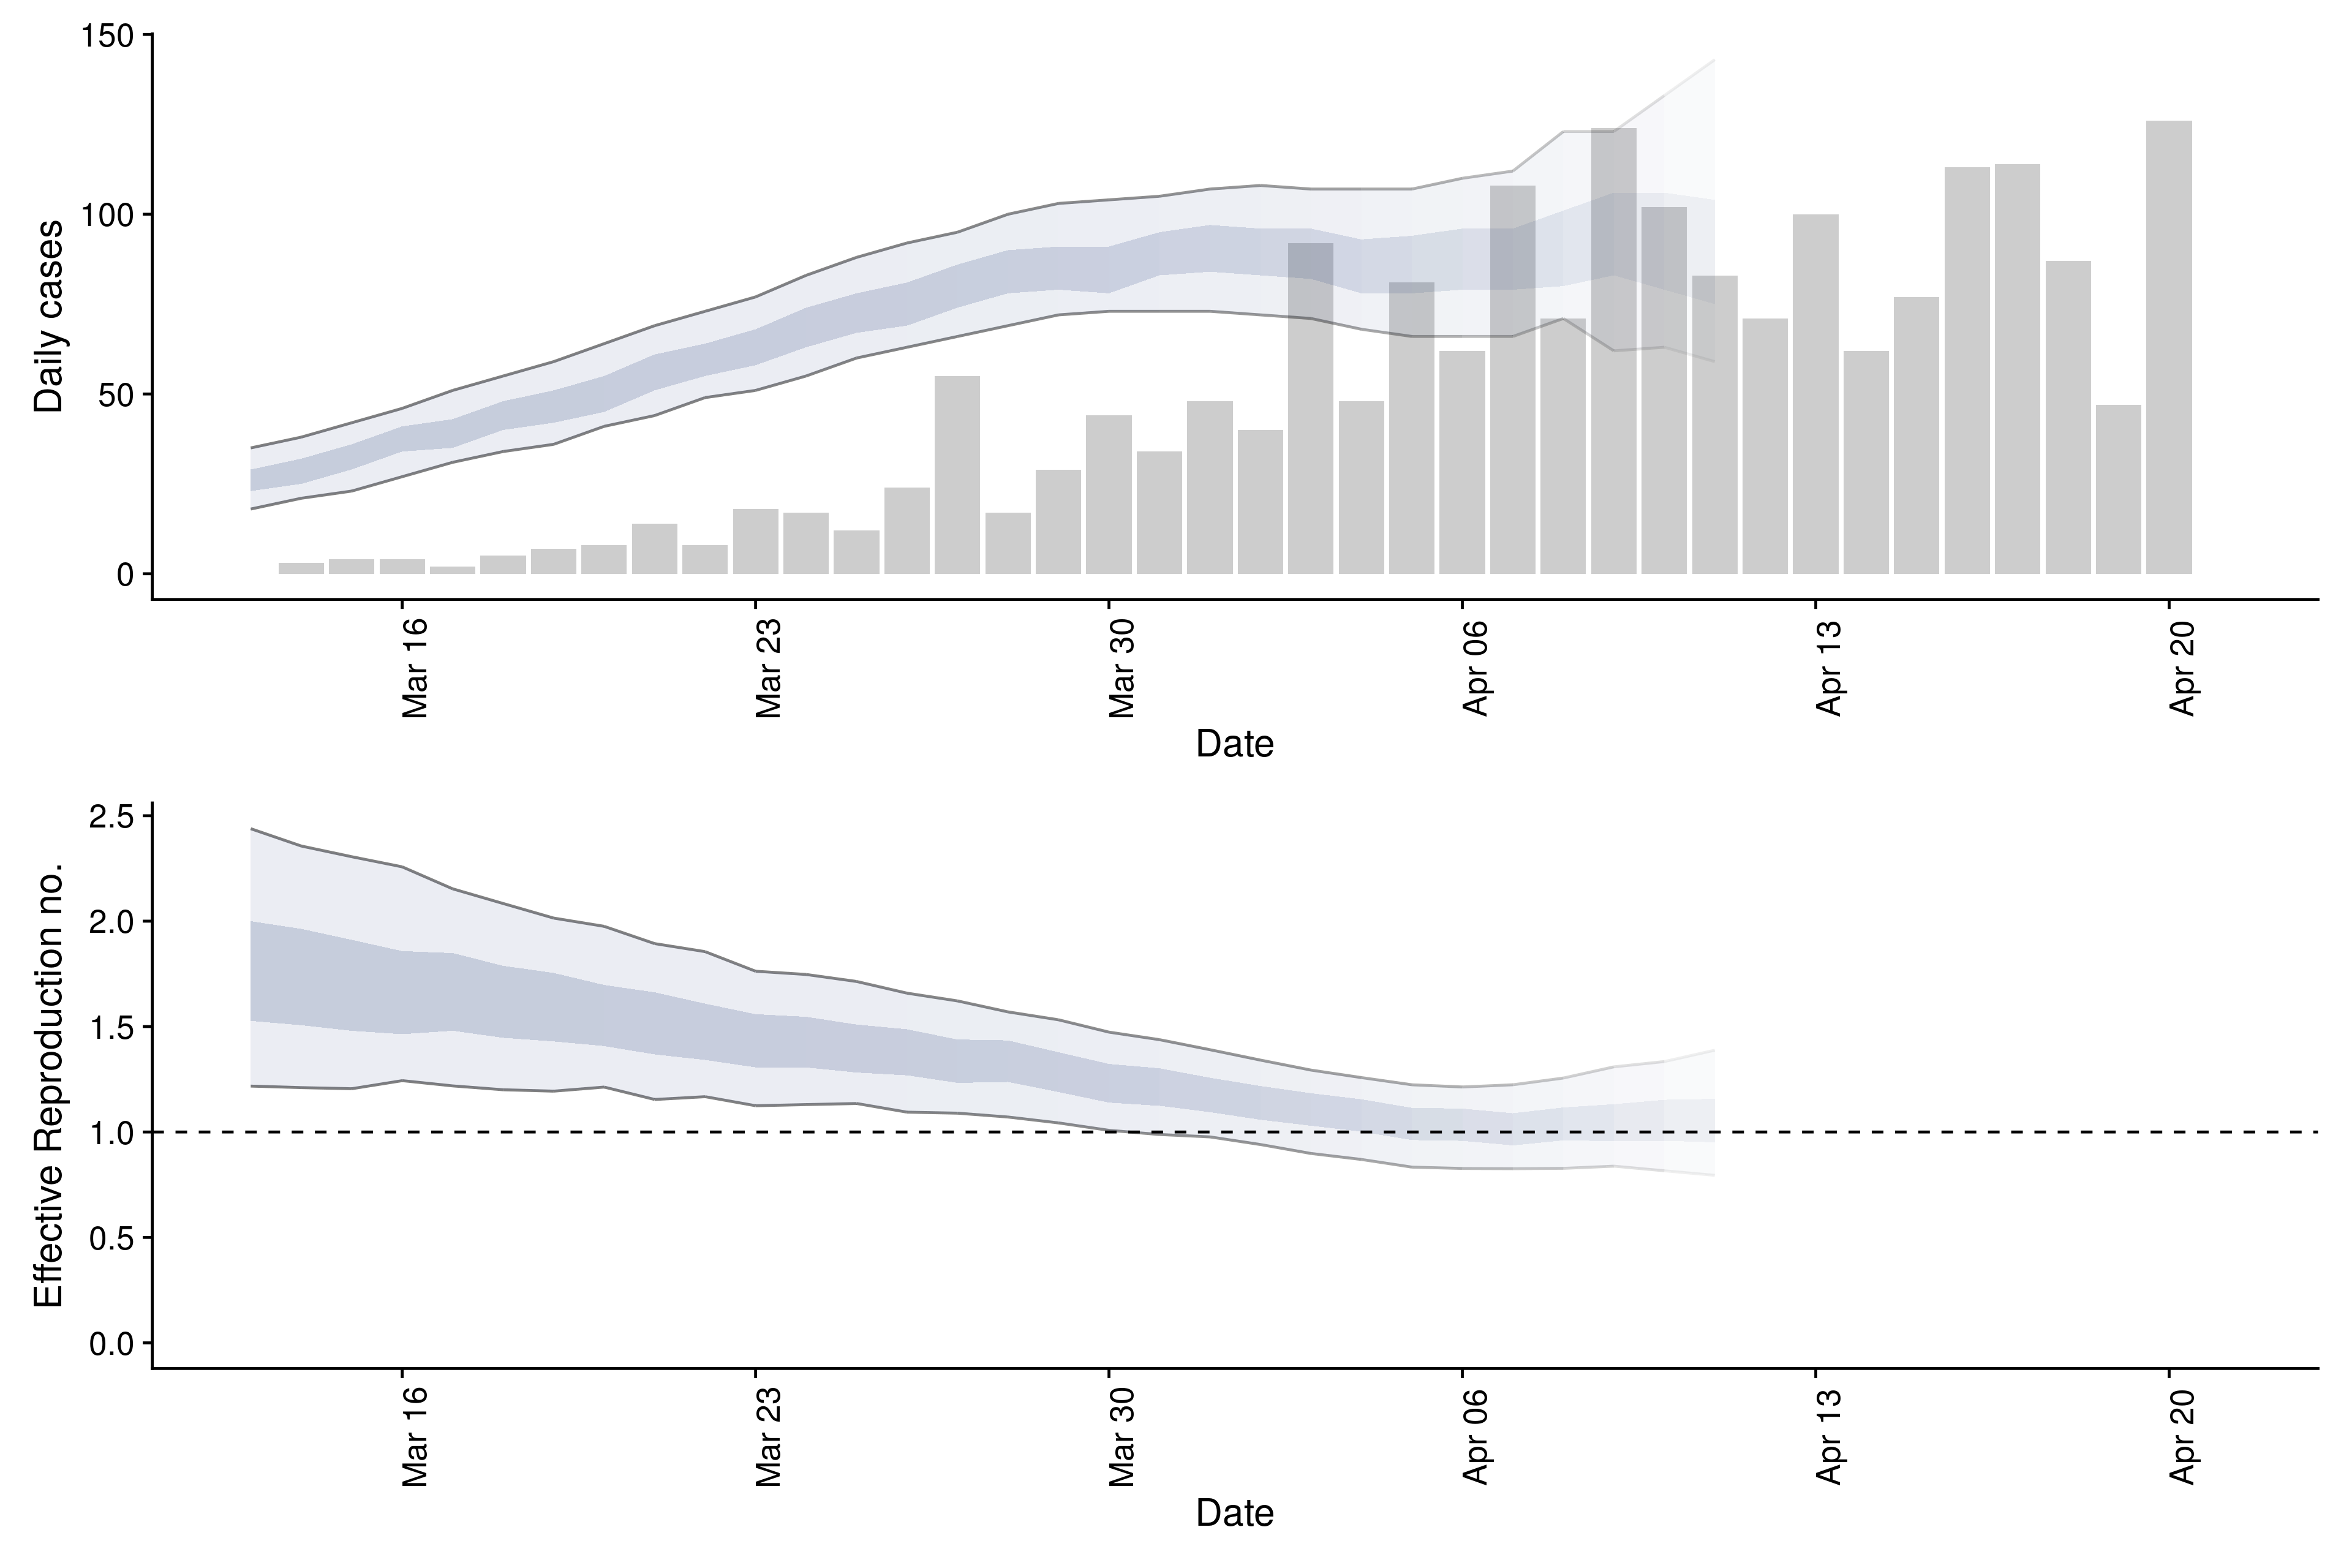 Daily cases
150
100
50
0
Mar 16
Mar 23
Mar 30
Apr 06
Apr 13
Apr 20
Date
Effective Reproduction no.
2.5
2.0
1.5
1.0
0.5
0.0
Mar 16
Mar 23
Mar 30
Apr 06
Apr 13
Apr 20
Date